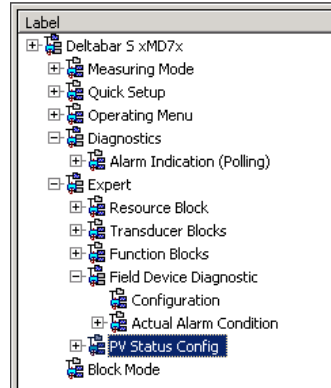 Label
Deltabar S xMD7x
Measuring Mode
Quick Setup
Operating Menu
Diagnostics
Alarm Indication (Polling)
Expert
Resource Block
Transducer Blocks
Function Blocks
Field Device Diagnostic
Configuration
Actual Alarm Condition
PV Status Config
Block Mode